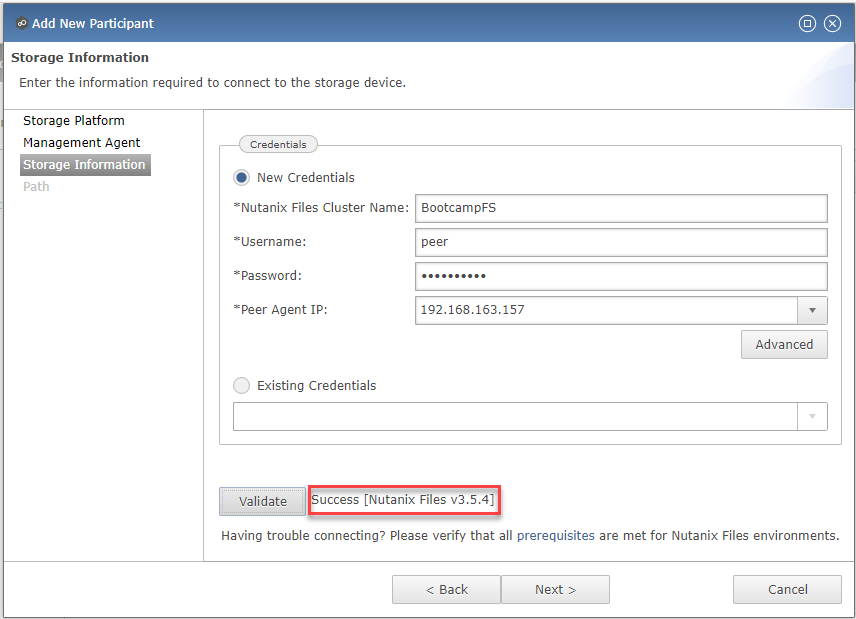 Add New Participant
Storage Information
Enter the information required to connect to the storage device.
Storage Platform
Management Agent
Storage Information
Path
Credentials
New Credentials
*Nutanix Files Cluster Name: BootcampFS
*Username: peer
*Password: ••••••••••
*Peer Agent IP: 192.168.163.157
Advanced
Existing Credentials
Validate Success [Nutanix Files v3.5.4]
Having trouble connecting? Please verify that all prerequisites are met for Nutanix Files environments.
< Back Next > Cancel